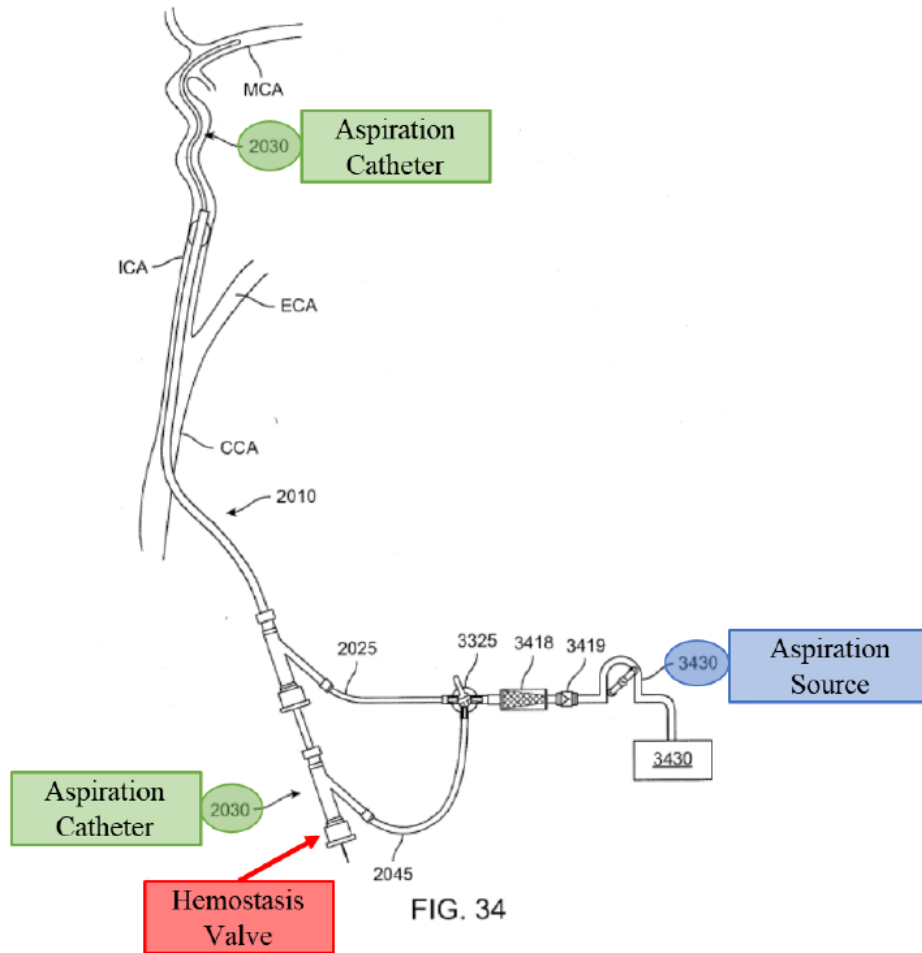 MCA
2030
Aspiration
Catheter
ICA
ECA
CCA
2010
2025
3325
3418
3419
3430
Aspiration
Source
3430
Aspiration
Catheter
2030
2045
Hemostasis
Valve
FIG. 34